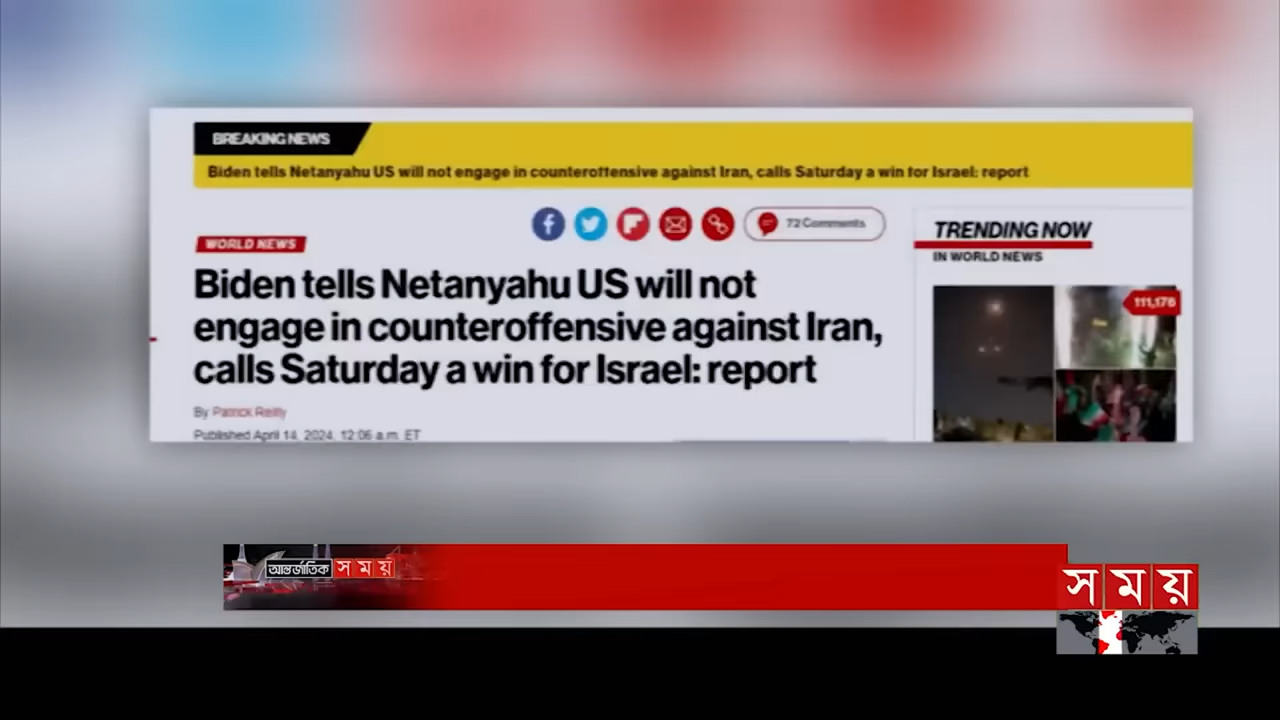 BREAKING NEWS
Biden tells Netanyahu US will not engage in counteroffensive against Iran, calls Saturday a win for Israel: report
72 Comments
WORLD NEWS
Biden tells Netanyahu US will not
engage in counteroffensive against Iran,
calls Saturday a win for Israel: report
By Patrick Reilly
Published April 14, 2024, 12:06 a.m. ET
TRENDING NOW
IN WORLD NEWS
111,176
আন্তর্জাতিক সময়
সময়